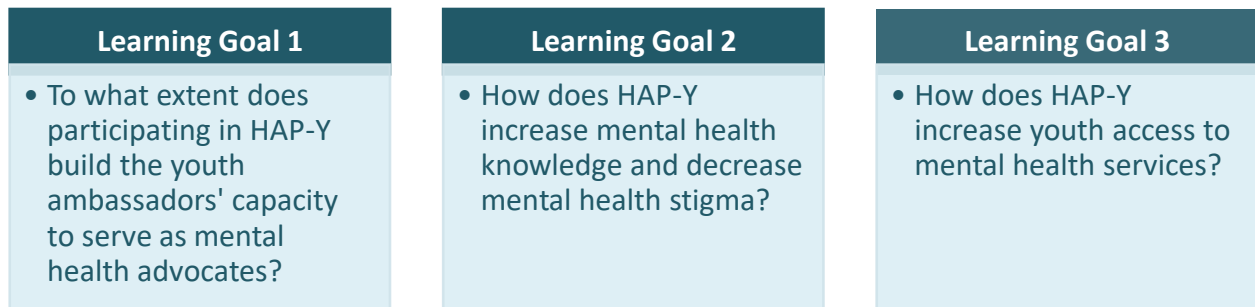 Learning Goal 1
• To what extent does
participating in HAP-Y
build the youth
ambassadors' capacity
to serve as mental
health advocates?
Learning Goal 2
• How does HAP-Y
increase mental health
knowledge and decrease
mental health stigma?
Learning Goal 3
• How does HAP-Y
increase youth access to
mental health services?